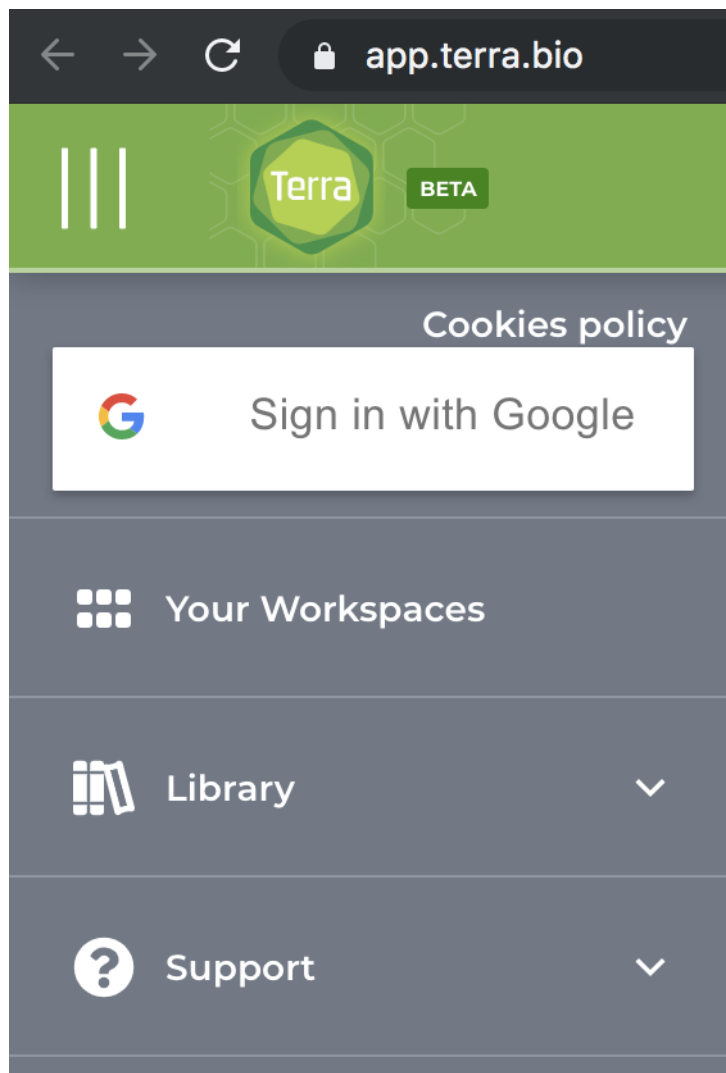 app.terra.bio
Terra BETA
Cookies policy
Sign in with Google
Your Workspaces
Library
Support